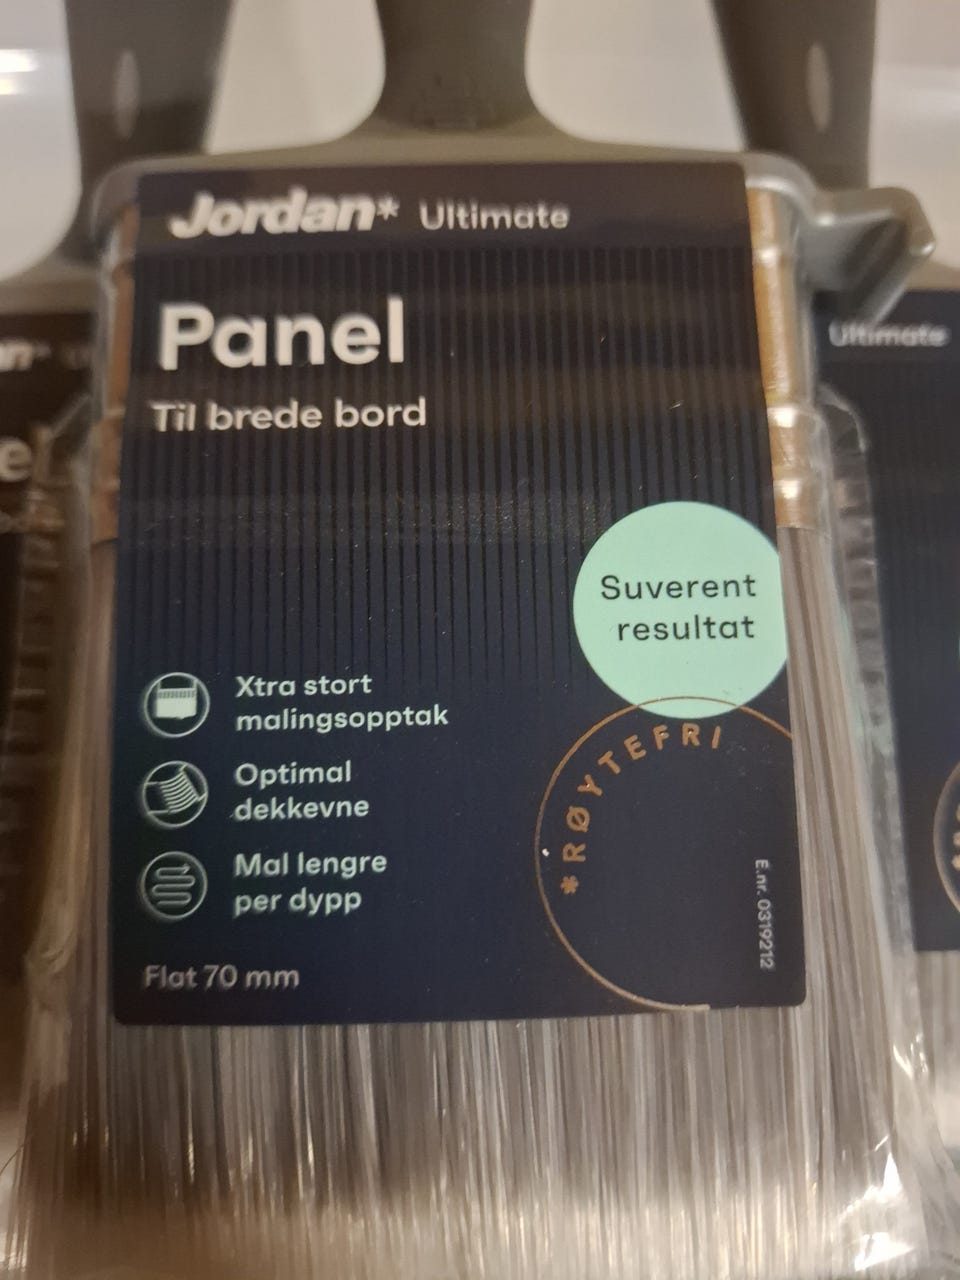 Jordan* Ultimate
Panel
Til brede bord
Suverent
resultat
Xtra stort
malingsopptak
Optimal
dekkevne
Mal lengre
per dypp
*RØYTEFRI
E.nr. 0319212
Flat 70 mm
Ultimate